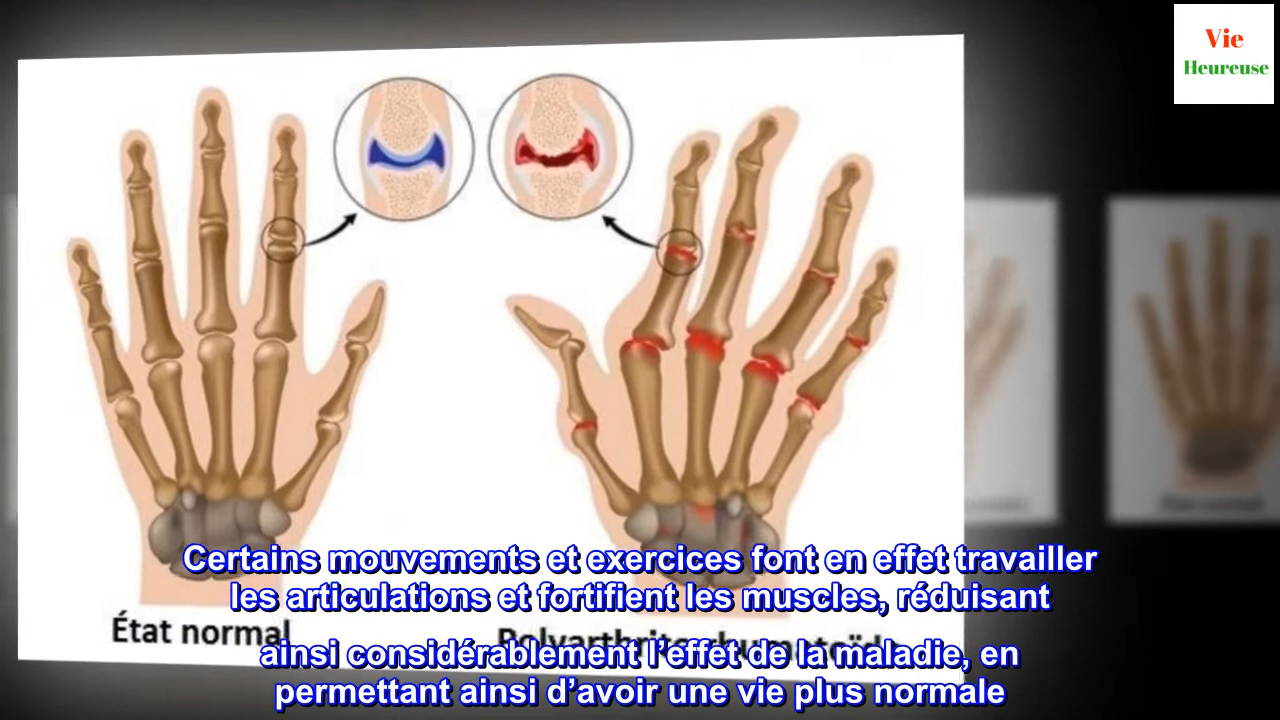 Vie
Heureuse
État normal
Certains mouvements et exercices font en effet travailler
les articulations et fortifient les muscles, réduisant
ainsi considérablement l’effet de la maladie, en
permettant ainsi d’avoir une vie plus normale